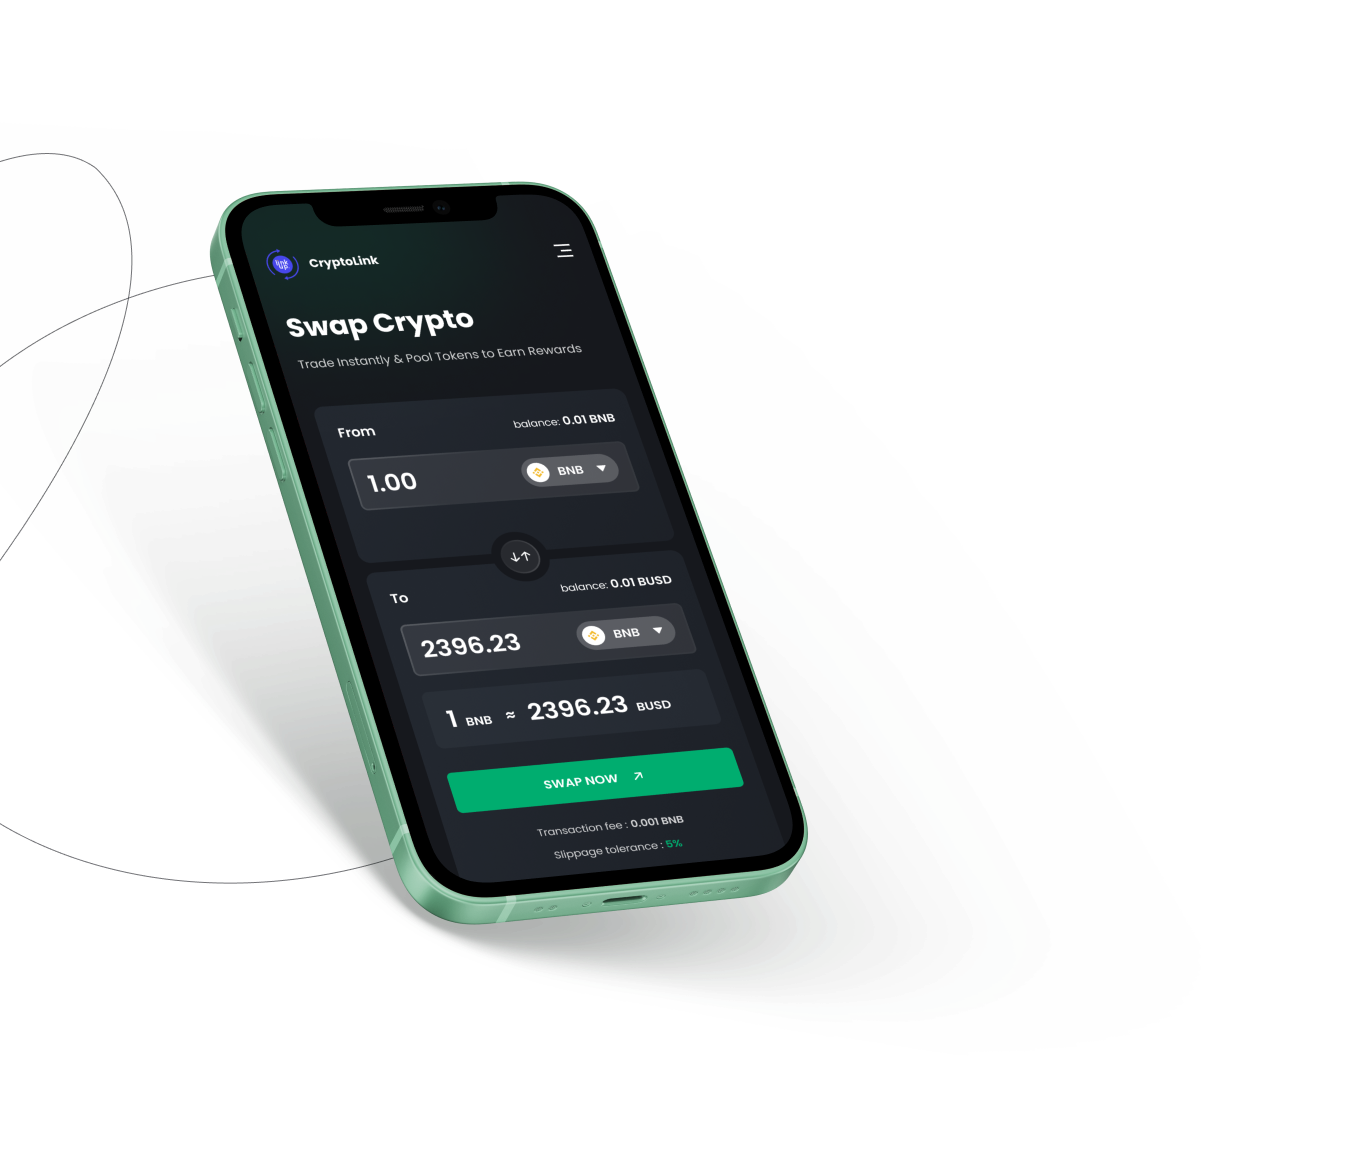 link
up
CryptoLink
Swap Crypto
Trade Instantly & Pool Tokens to Earn Rewards
From
balance: 0.01 BNB
1.00
BNB
To
balance: 0.01 BUSD
2396.23
BNB
1 BNB ≈ 2396.23 BUSD
SWAP NOW
Transaction fee : 0.001 BNB
Slippage tolerance : 5%